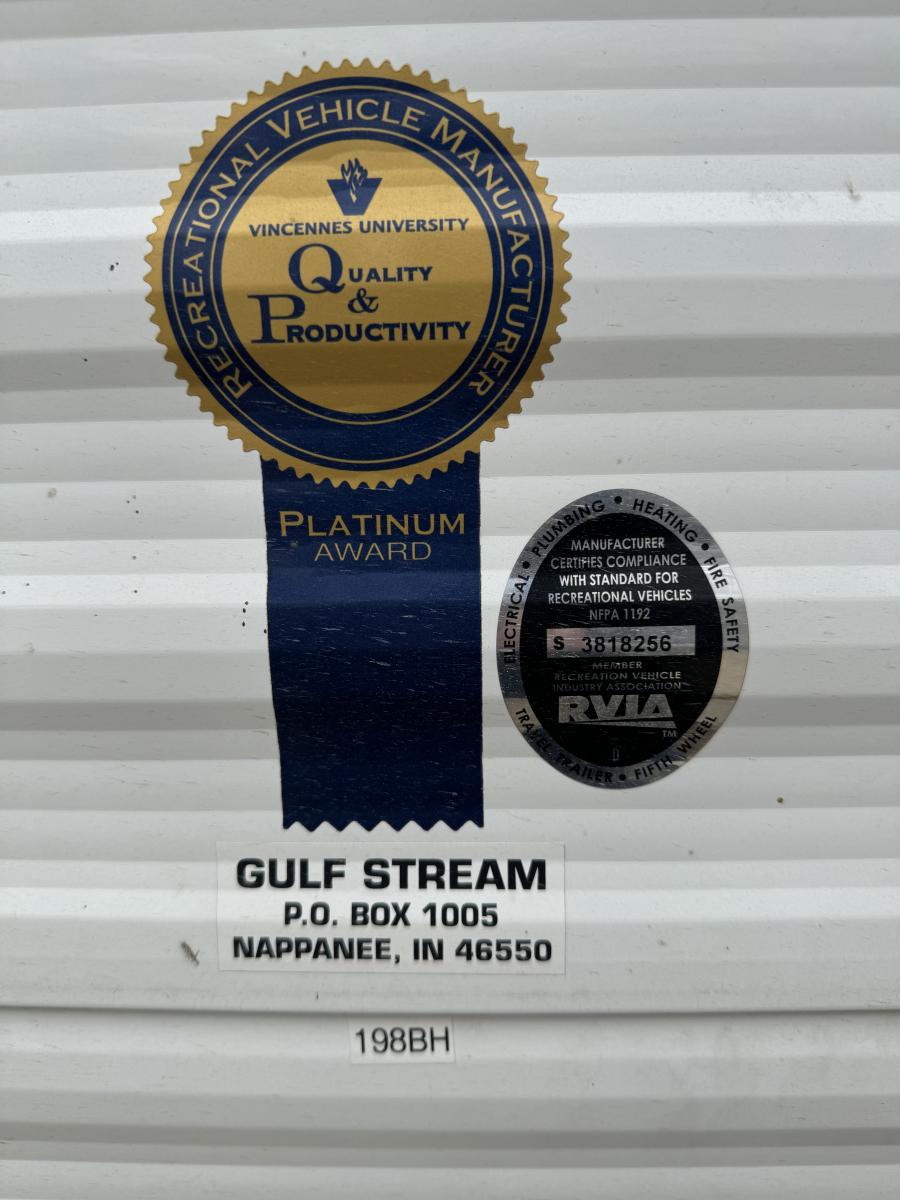 RECREATIONAL VEHICLE MANUFACTURER
VINCENNES UNIVERSITY
QUALITY
&
PRODUCTIVITY
PLATINUM
AWARD
ELECTRICAL • PLUMBING • HEATING • FIRE SAFETY
MANUFACTURER
CERTIFIES COMPLIANCE
WITH STANDARD FOR
RECREATIONAL VEHICLES
NFPA 1192
S 3818256
MEMBER
RECREATION VEHICLE
INDUSTRY ASSOCIATION
RVIA
TM
D
TRAVEL TRAILER • FIFTH WHEEL
GULF STREAM
P.O. BOX 1005
NAPPANEE, IN 46550
198BH